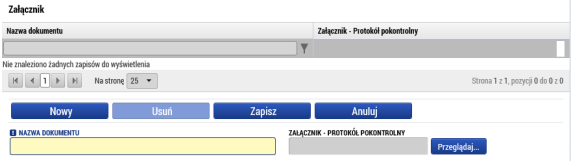 Załącznik
Nazwa dokumentu Załącznik - Protokół pokontrolny
Nie znaleziono żadnych zapisów do wyświetlenia
1 Na stronę 25 Strona 1 z 1, pozycji 0 do 0 z 0
Nowy Usuń Zapisz Anuluj
NAZWA DOKUMENTU ZAŁĄCZNIK - PROTOKÓŁ POKONTROLNY
Przeglądaj...